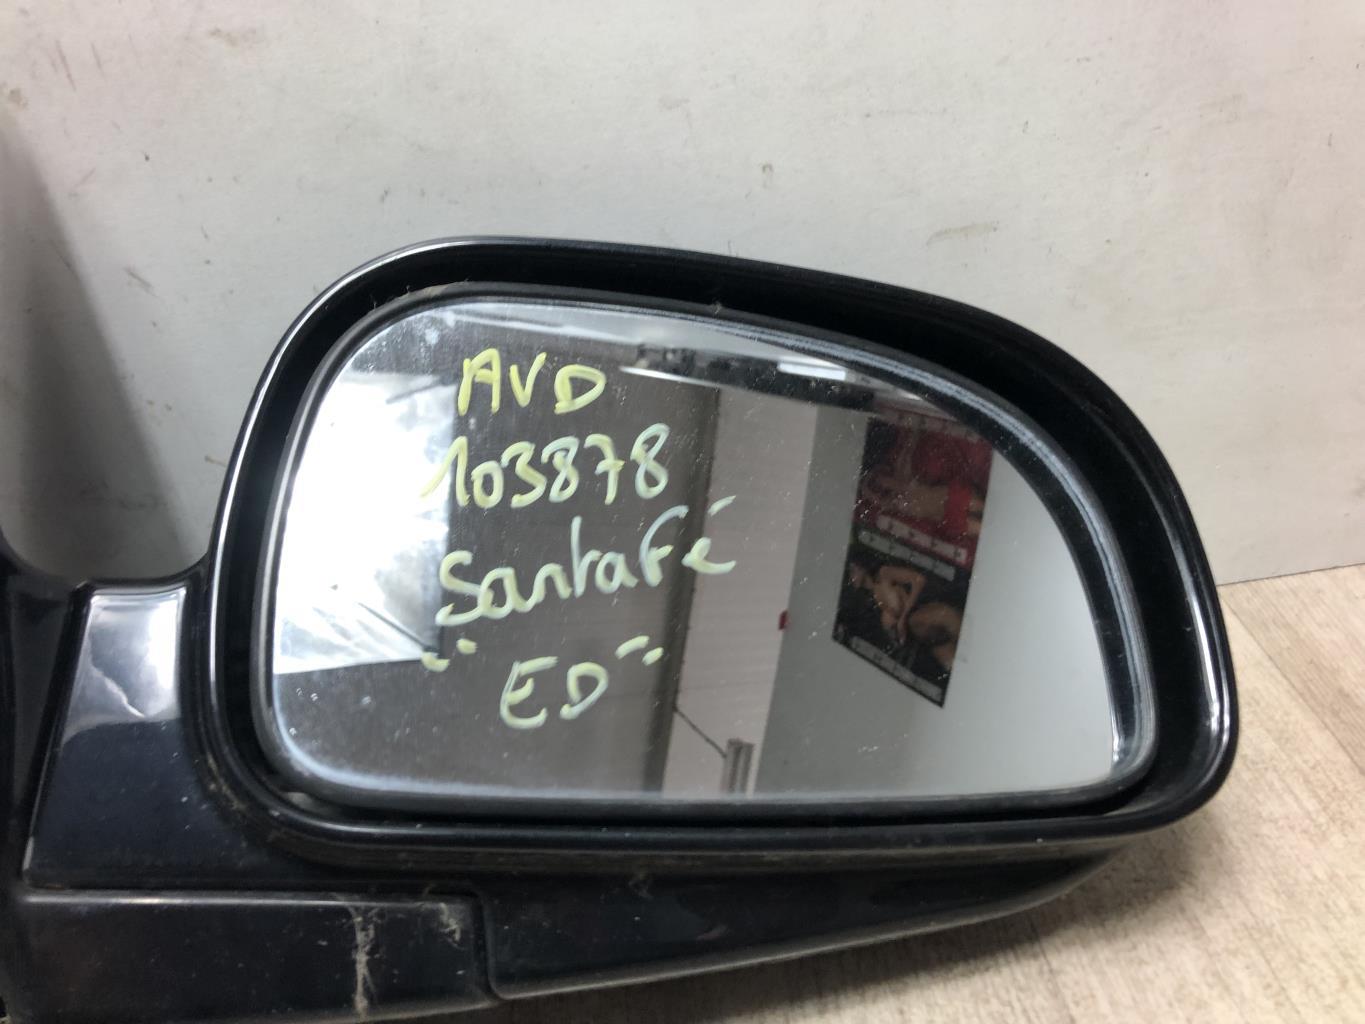 AVD
103878
SantaFé
"ED"